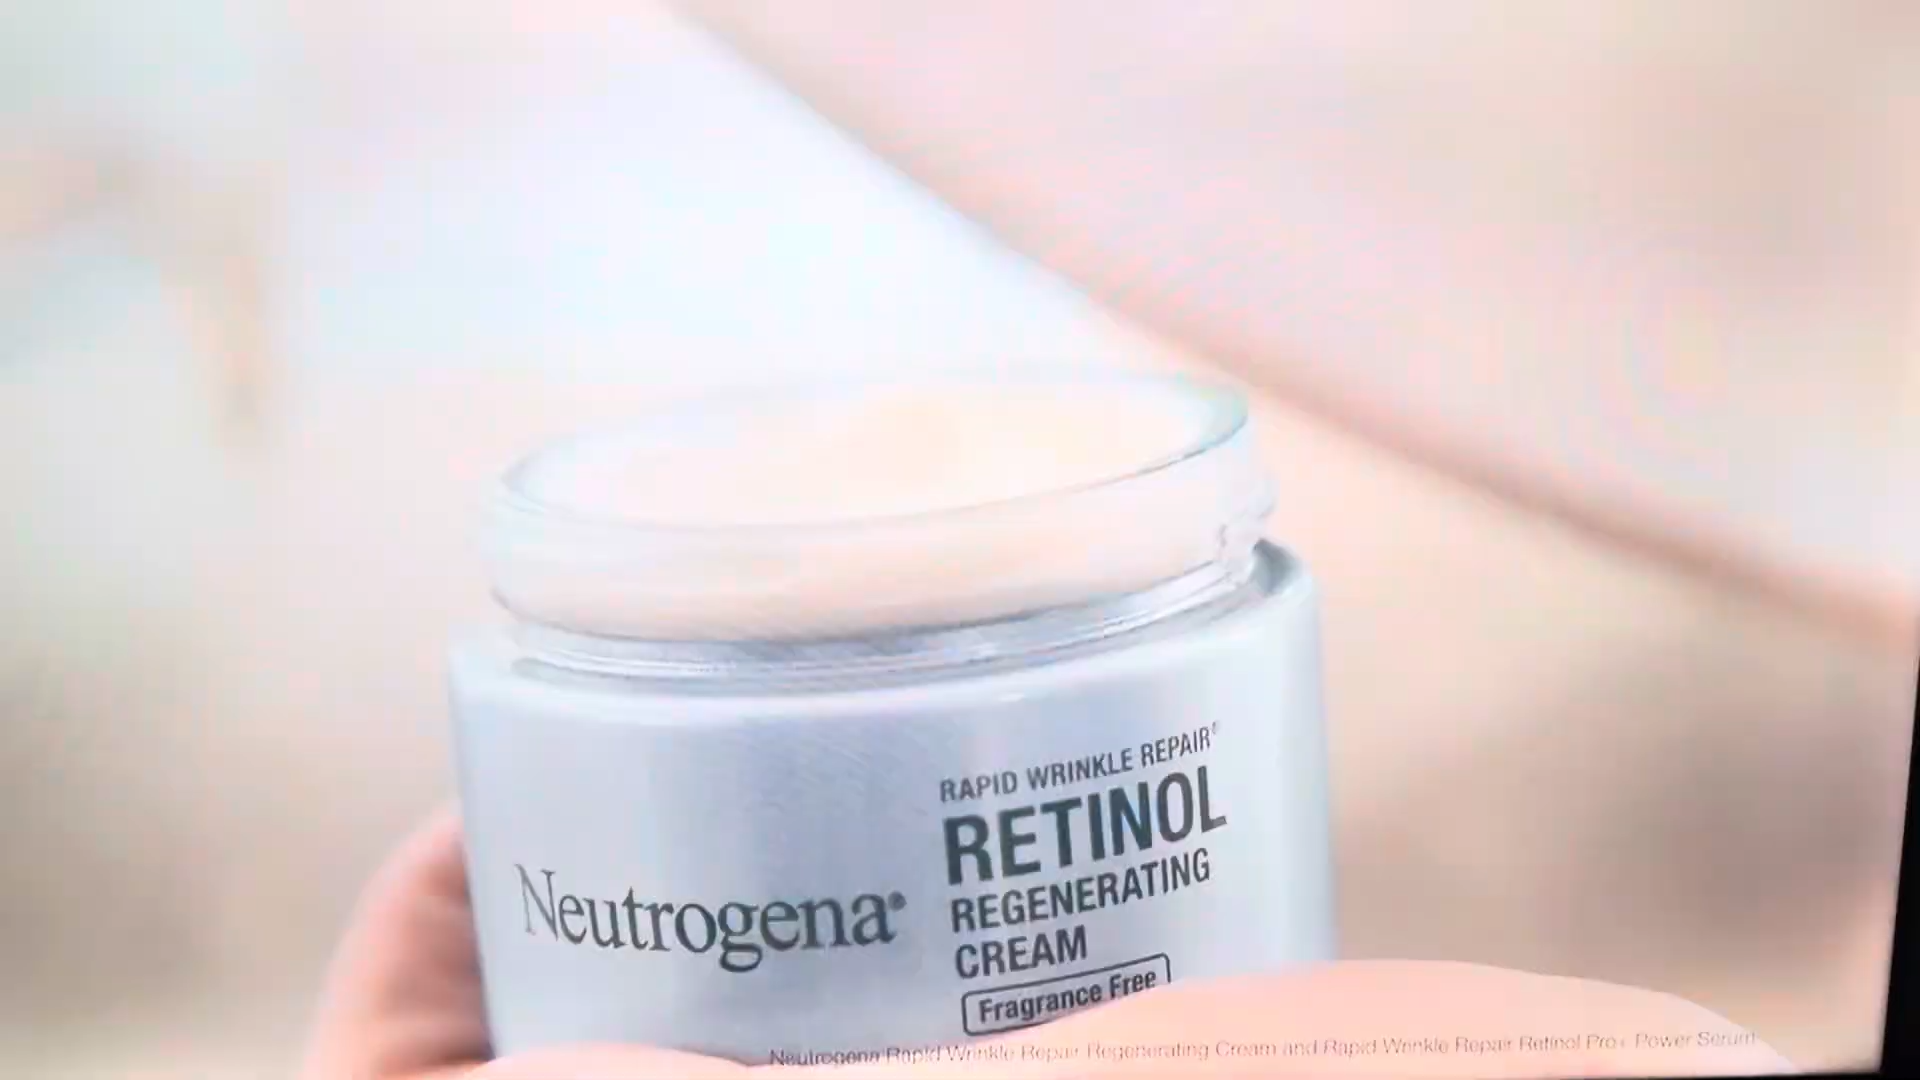 Neutrogena®
RAPID WRINKLE REPAIR®
RETINOL
REGENERATING
CREAM
Fragrance Free
Neutrogena Rapid Wrinkle Repair Regenerating Cream and Rapid Wrinkle Repair Retinol Pro+ Power Serum